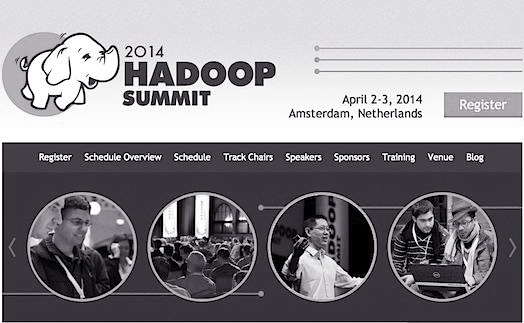 2014
HADOOP
SUMMIT
April 2-3, 2014
Amsterdam, Netherlands
Register
Register Schedule Overview Schedule Track Chairs Speakers Sponsors Training Venue Blog
SUMMIT